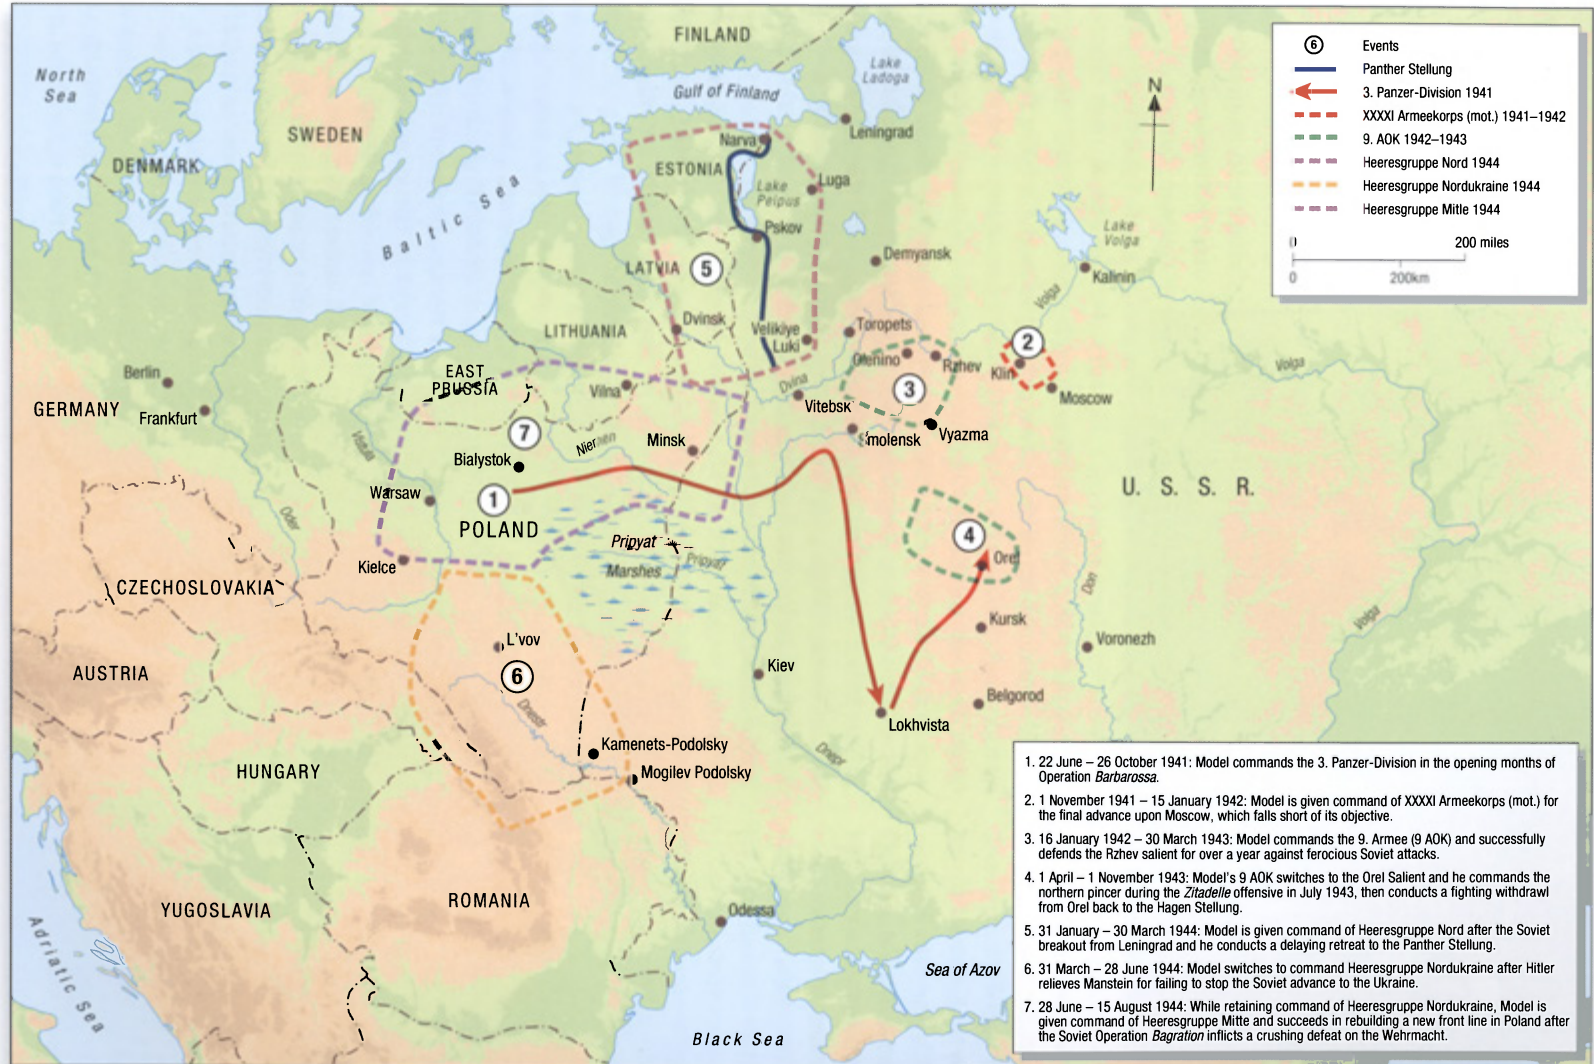 FINLAND
North
Sea
Lake
Ladoga
Gulf of Finland
SWEDEN
Leningrad
Narva
DENMARK
ESTONIA
Lake
Peipus
Luga
Baltic Sea
Pskov
Lake
Volga
Demyansk
LATVIA
5
Kalinin
Volga
Dvinsk
Velikiye
Luki
Toropets
LITHUANIA
2
Olenino
Rzhev
Klin
Volga
Berlin
EAST
PRUSSIA
Vilna
Dvina
3
Moscow
GERMANY
Frankfurt
Vitebsk
7
Vistula
Niemen
Minsk
Smolensk
Vyazma
Bialystok
U. S. S. R.
Warsaw
1
Oder
POLAND
4
Pripyat
Marshes
Pripyat
Orel
Kielce
Don
CZECHOSLOVAKIA
Kursk
Volga
L'vov
Voronezh
AUSTRIA
6
Kiev
Belgorod
Dnestr
Lokhvista
Kamenets-Podolsky
Dnepr
HUNGARY
Mogilev Podolsky
ROMANIA
YUGOSLAVIA
Odessa
Adriatic Sea
Sea of Azov
Black Sea
6 Events
Panther Stellung
3. Panzer-Division 1941
XXXXI Armeekorps (mot.) 1941–1942
9. AOK 1942–1943
Heeresgruppe Nord 1944
Heeresgruppe Nordukraine 1944
Heeresgruppe Mitle 1944
0 200 miles
0 200km
1. 22 June – 26 October 1941: Model commands the 3. Panzer-Division in the opening months of
Operation Barbarossa.
2. 1 November 1941 – 15 January 1942: Model is given command of XXXXI Armeekorps (mot.) for
the final advance upon Moscow, which falls short of its objective.
3. 16 January 1942 – 30 March 1943: Model commands the 9. Armee (9 AOK) and successfully
defends the Rzhev salient for over a year against ferocious Soviet attacks.
4. 1 April – 1 November 1943: Model's 9 AOK switches to the Orel Salient and he commands the
northern pincer during the Zitadelle offensive in July 1943, then conducts a fighting withdrawl
from Orel back to the Hagen Stellung.
5. 31 January – 30 March 1944: Model is given command of Heeresgruppe Nord after the Soviet
breakout from Leningrad and he conducts a delaying retreat to the Panther Stellung.
6. 31 March – 28 June 1944: Model switches to command Heeresgruppe Nordukraine after Hitler
relieves Manstein for failing to stop the Soviet advance to the Ukraine.
7. 28 June – 15 August 1944: While retaining command of Heeresgruppe Nordukraine, Model is
given command of Heeresgruppe Mitte and succeeds in rebuilding a new front line in Poland after
the Soviet Operation Bagration inflicts a crushing defeat on the Wehrmacht.